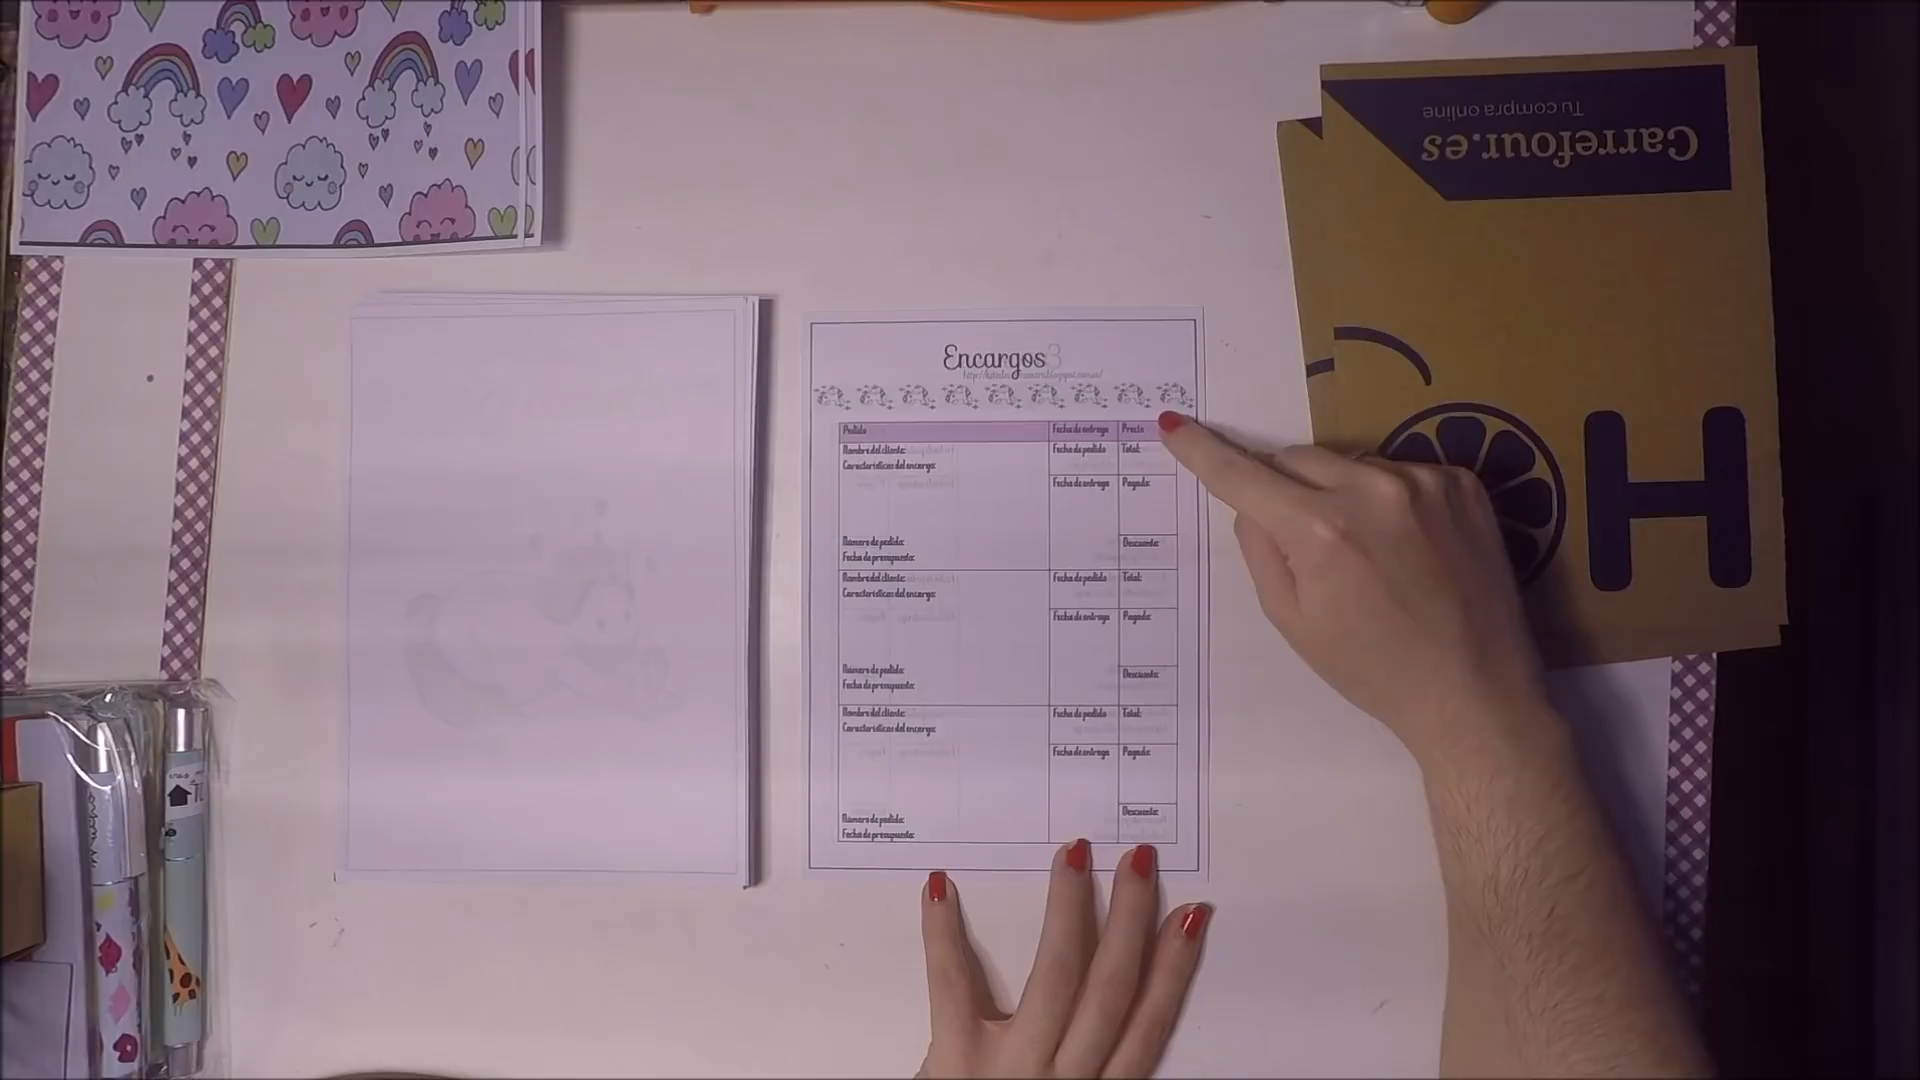 Tu compra online
Carrefour.es
OH
Encargos
Pedido Fecha de entrega Precio
Nombre del cliente: Fecha de pedido Total:
Características del encargo:
Fecha de entrega Pagado:
Número de pedido: Descuento:
Fecha de presupuesto:
Nombre del cliente: Fecha de pedido Total:
Características del encargo:
Fecha de entrega Pagado:
Número de pedido: Descuento:
Fecha de presupuesto:
Nombre del cliente: Fecha de pedido Total:
Características del encargo:
Fecha de entrega Pagado:
Número de pedido: Descuento:
Fecha de presupuesto:
Mucho